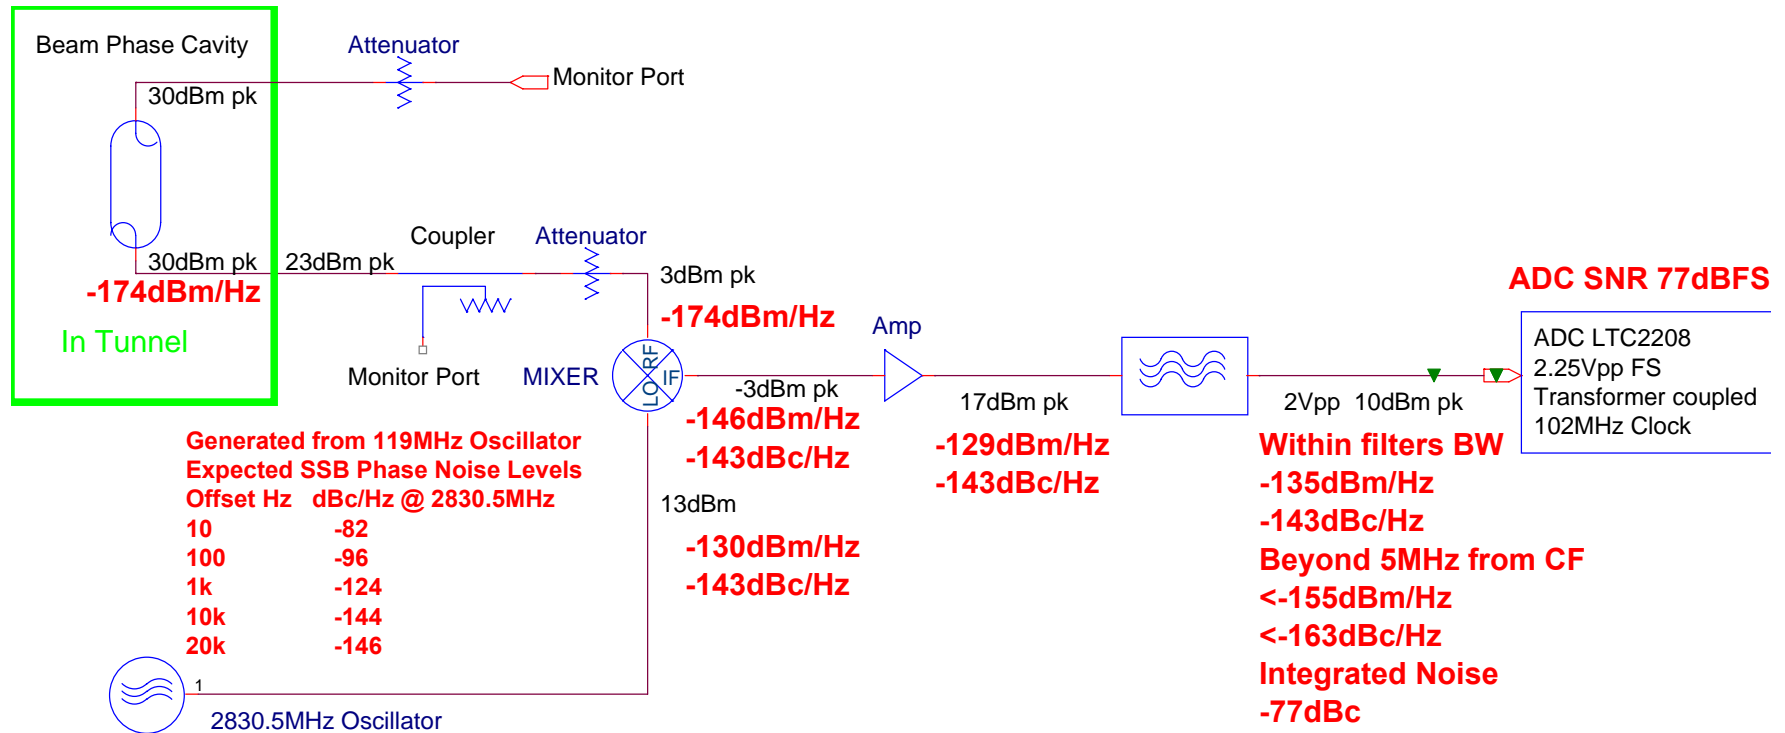 Beam Phase Cavity
Attenuator
Monitor Port
30dBm pk
30dBm pk
23dBm pk
-174dBm/Hz
In Tunnel
Coupler
Attenuator
Monitor Port
3dBm pk
-174dBm/Hz
MIXER
RF
LO
IF
-3dBm pk
-146dBm/Hz
-143dBc/Hz
13dBm
-130dBm/Hz
-143dBc/Hz
Amp
17dBm pk
-129dBm/Hz
-143dBc/Hz
2Vpp 10dBm pk
Within filters BW
-135dBm/Hz
-143dBc/Hz
Beyond 5MHz from CF
<-155dBm/Hz
<-163dBc/Hz
Integrated Noise
-77dBc
ADC SNR 77dBFS
ADC LTC2208
2.25Vpp FS
Transformer coupled
102MHz Clock
Generated from 119MHz Oscillator
Expected SSB Phase Noise Levels
Offset Hz dBc/Hz @ 2830.5MHz
10 -82
100 -96
1k -124
10k -144
20k -146
1
2830.5MHz Oscillator